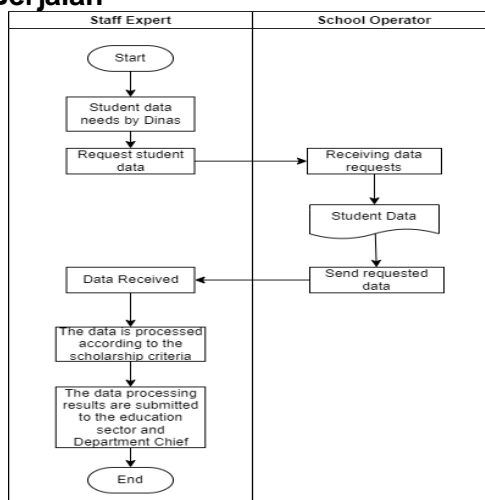 Staff Expert
School Operator
Start
Student data
needs by Dinas
Request student
data
Receiving data
requests
Student Data
Send requested
data
Data Received
The data is processed
according to the
scholarship criteria
The data processing
results are submitted
to the education
sector and
Department Chief
End